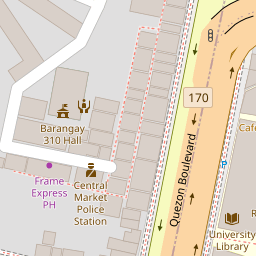 170
Quezon Boulevard
Barangay
310 Hall
Frame
Express
PH
Central
Market
Police
Station
Cafe
University
Library